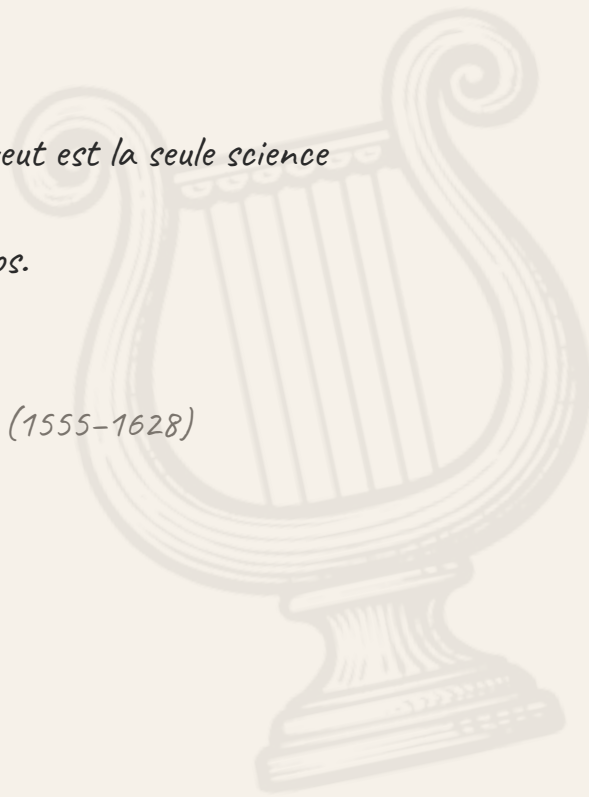 eut est la seule science
os.
(1555–1628)